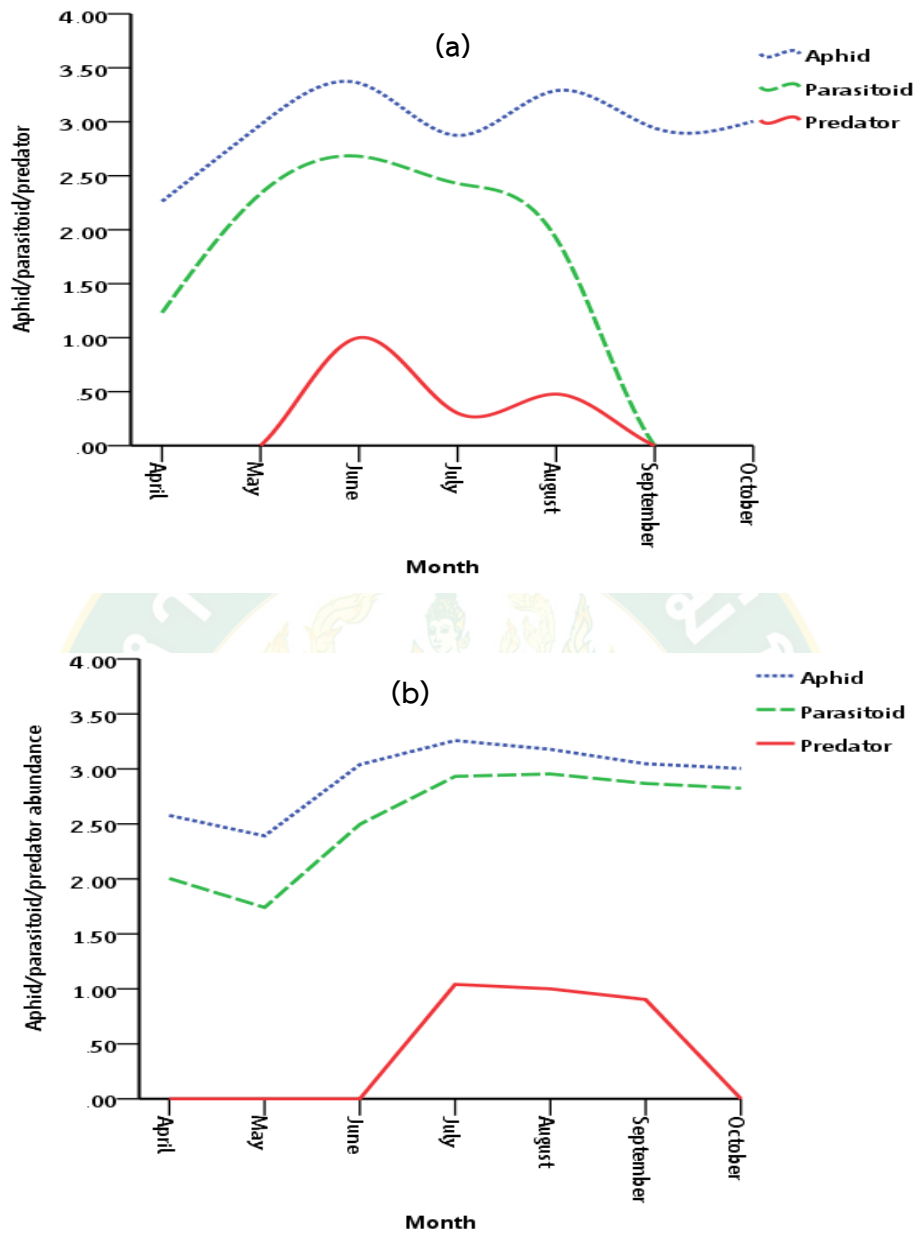 (a)
Aphid/parasitoid/predator
4.00
3.50
3.00
2.50
2.00
1.50
1.00
.50
.00
April
May
June
July
August
September
October
Month
Aphid
Parasitoid
Predator
(b)
Aphid/parasitoid/predator abundance
4.00
3.50
3.00
2.50
2.00
1.50
1.00
.50
.00
April
May
June
July
August
September
October
Month
Aphid
Parasitoid
Predator